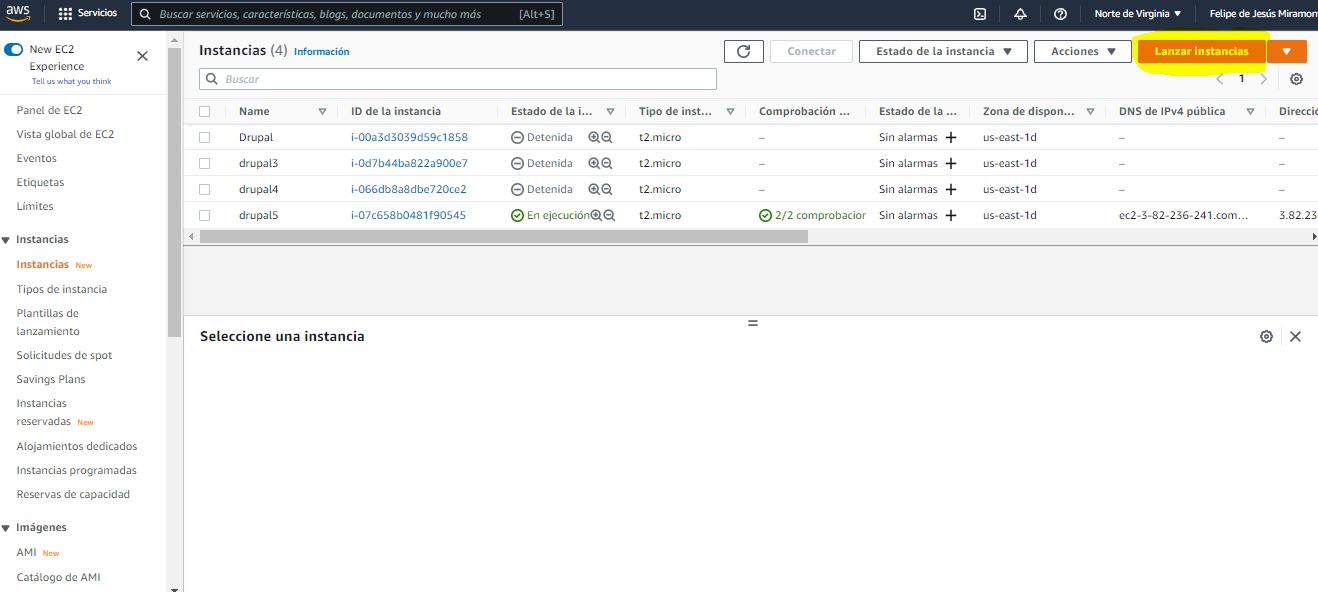 aws
Servicios
Buscar servicios, características, blogs, documentos y mucho más [Alt+S]
Norte de Virginia
Felipe de Jesús Miramon
New EC2
Experience
Tell us what you think
Panel de EC2
Vista global de EC2
Eventos
Etiquetas
Límites
Instancias
Instancias New
Tipos de instancia
Plantillas de
lanzamiento
Solicitudes de spot
Savings Plans
Instancias
reservadas New
Alojamientos dedicados
Instancias programadas
Reservas de capacidad
Imágenes
AMI New
Catálogo de AMI
Instancias (4) Información
Conectar
Estado de la instancia
Acciones
Lanzar instancias
Buscar
1
Name ID de la instancia Estado de la i... Tipo de inst... Comprobación ... Estado de la ... Zona de dispon... DNS de IPv4 pública Direcció
Drupal i-00a3d3039d59c1858 Detenida t2.micro – Sin alarmas + us-east-1d – –
drupal3 i-0d7b44ba822a900e7 Detenida t2.micro – Sin alarmas + us-east-1d – –
drupal4 i-066db8a8dbe720ce2 Detenida t2.micro – Sin alarmas + us-east-1d – –
drupal5 i-07c658b0481f90545 En ejecución t2.micro 2/2 comprobacior Sin alarmas + us-east-1d ec2-3-82-236-241.com... 3.82.23
Seleccione una instancia